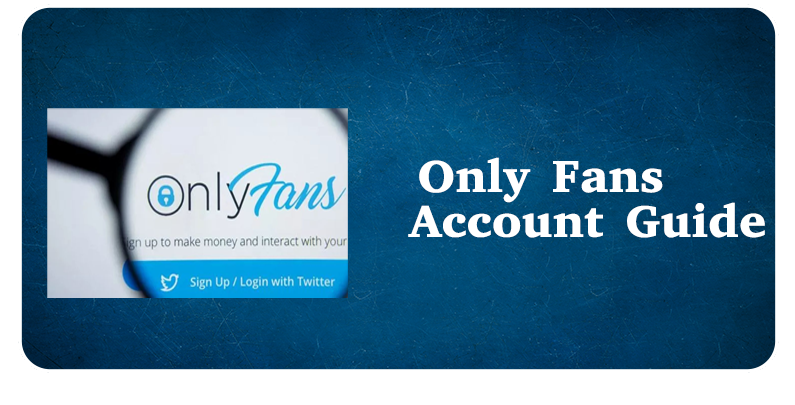 OnlyFans
ign up to make money and interact with your
Sign Up / Login with Twitter
Only Fans
Account Guide